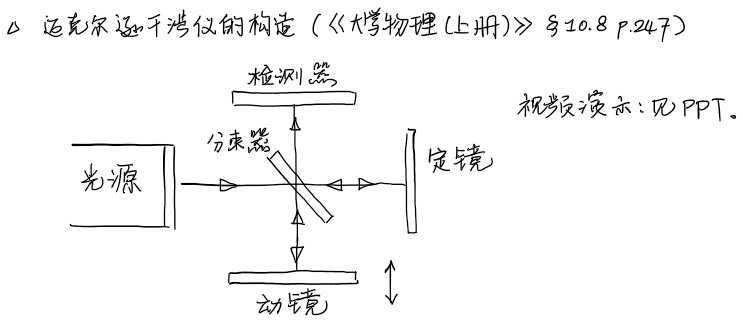 △ 迈克尔逊干涉仪的构造（《大学物理（上册）》 §10.8 p.247）
检测器
视频演示：见PPT。
分束器
光源
定镜
动镜